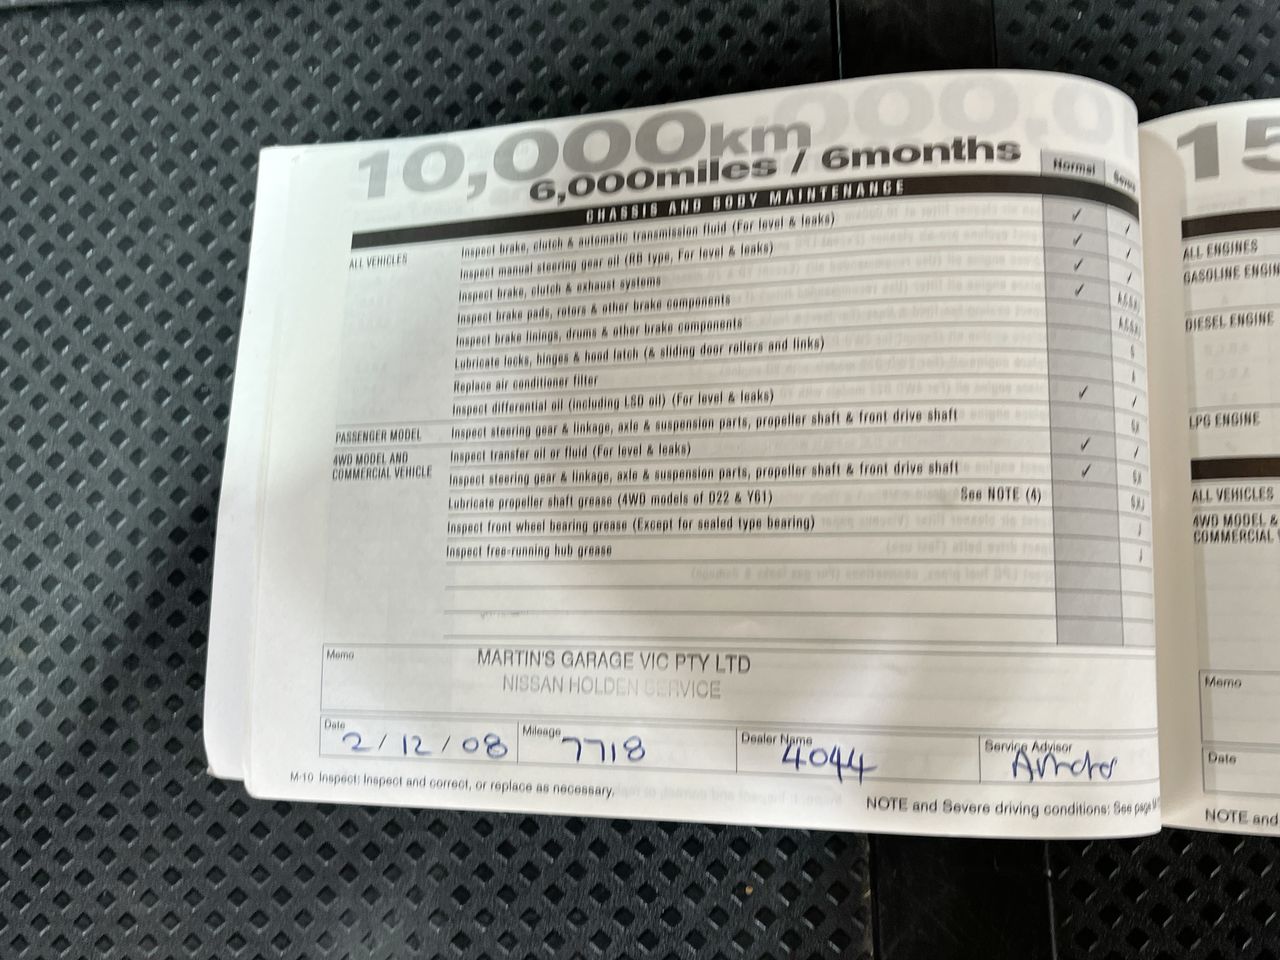 10,000km
6,000miles / 6months
Normal
CHASSIS AND BODY MAINTENANCE
ALL VEHICLES
Inspect brake, clutch & automatic transmission fluid (For level & leaks) ✓ ✓
Inspect manual steering gear oil (RB type, For level & leaks) ✓ ✓
Inspect brake, clutch & exhaust systems ✓ ✓
Inspect brake pads, rotors & other brake components ✓
Inspect brake linings, drums & other brake components
Lubricate locks, hinges & hood latch (& sliding door rollers and links)
Replace air conditioner filter
Inspect differential oil (including LSD oil) (For level & leaks) ✓ ✓
PASSENGER MODEL
Inspect steering gear & linkage, axle & suspension parts, propeller shaft & front drive shaft
4WD MODEL AND
COMMERCIAL VEHICLE
Inspect transfer oil or fluid (For level & leaks) ✓ ✓
Inspect steering gear & linkage, axle & suspension parts, propeller shaft & front drive shaft ✓
Lubricate propeller shaft grease (4WD models of D22 & Y61) See NOTE (4)
Inspect front wheel bearing grease (Except for sealed type bearing)
Inspect free-running hub grease
Memo
MARTIN'S GARAGE VIC PTY LTD
NISSAN HOLDEN SERVICE
Date 2/12/08
Mileage 7718
Dealer Name 4044
Service Advisor
M-10 Inspect: Inspect and correct, or replace as necessary.
NOTE and Severe driving conditions: See page
15
ALL ENGINES
GASOLINE ENGIN
DIESEL ENGINE
LPG ENGINE
ALL VEHICLES
4WD MODEL &
COMMERCIAL
Memo
Date
NOTE and